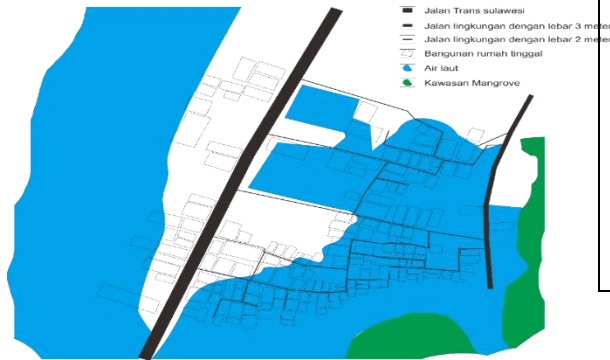 Jalan Trans sulawesi
Jalan lingkungan dengan lebar 3 meter
Jalan lingkungan dengan lebar 2 meter
Bangunan rumah tinggal
Air laut
Kawasan Mangrove